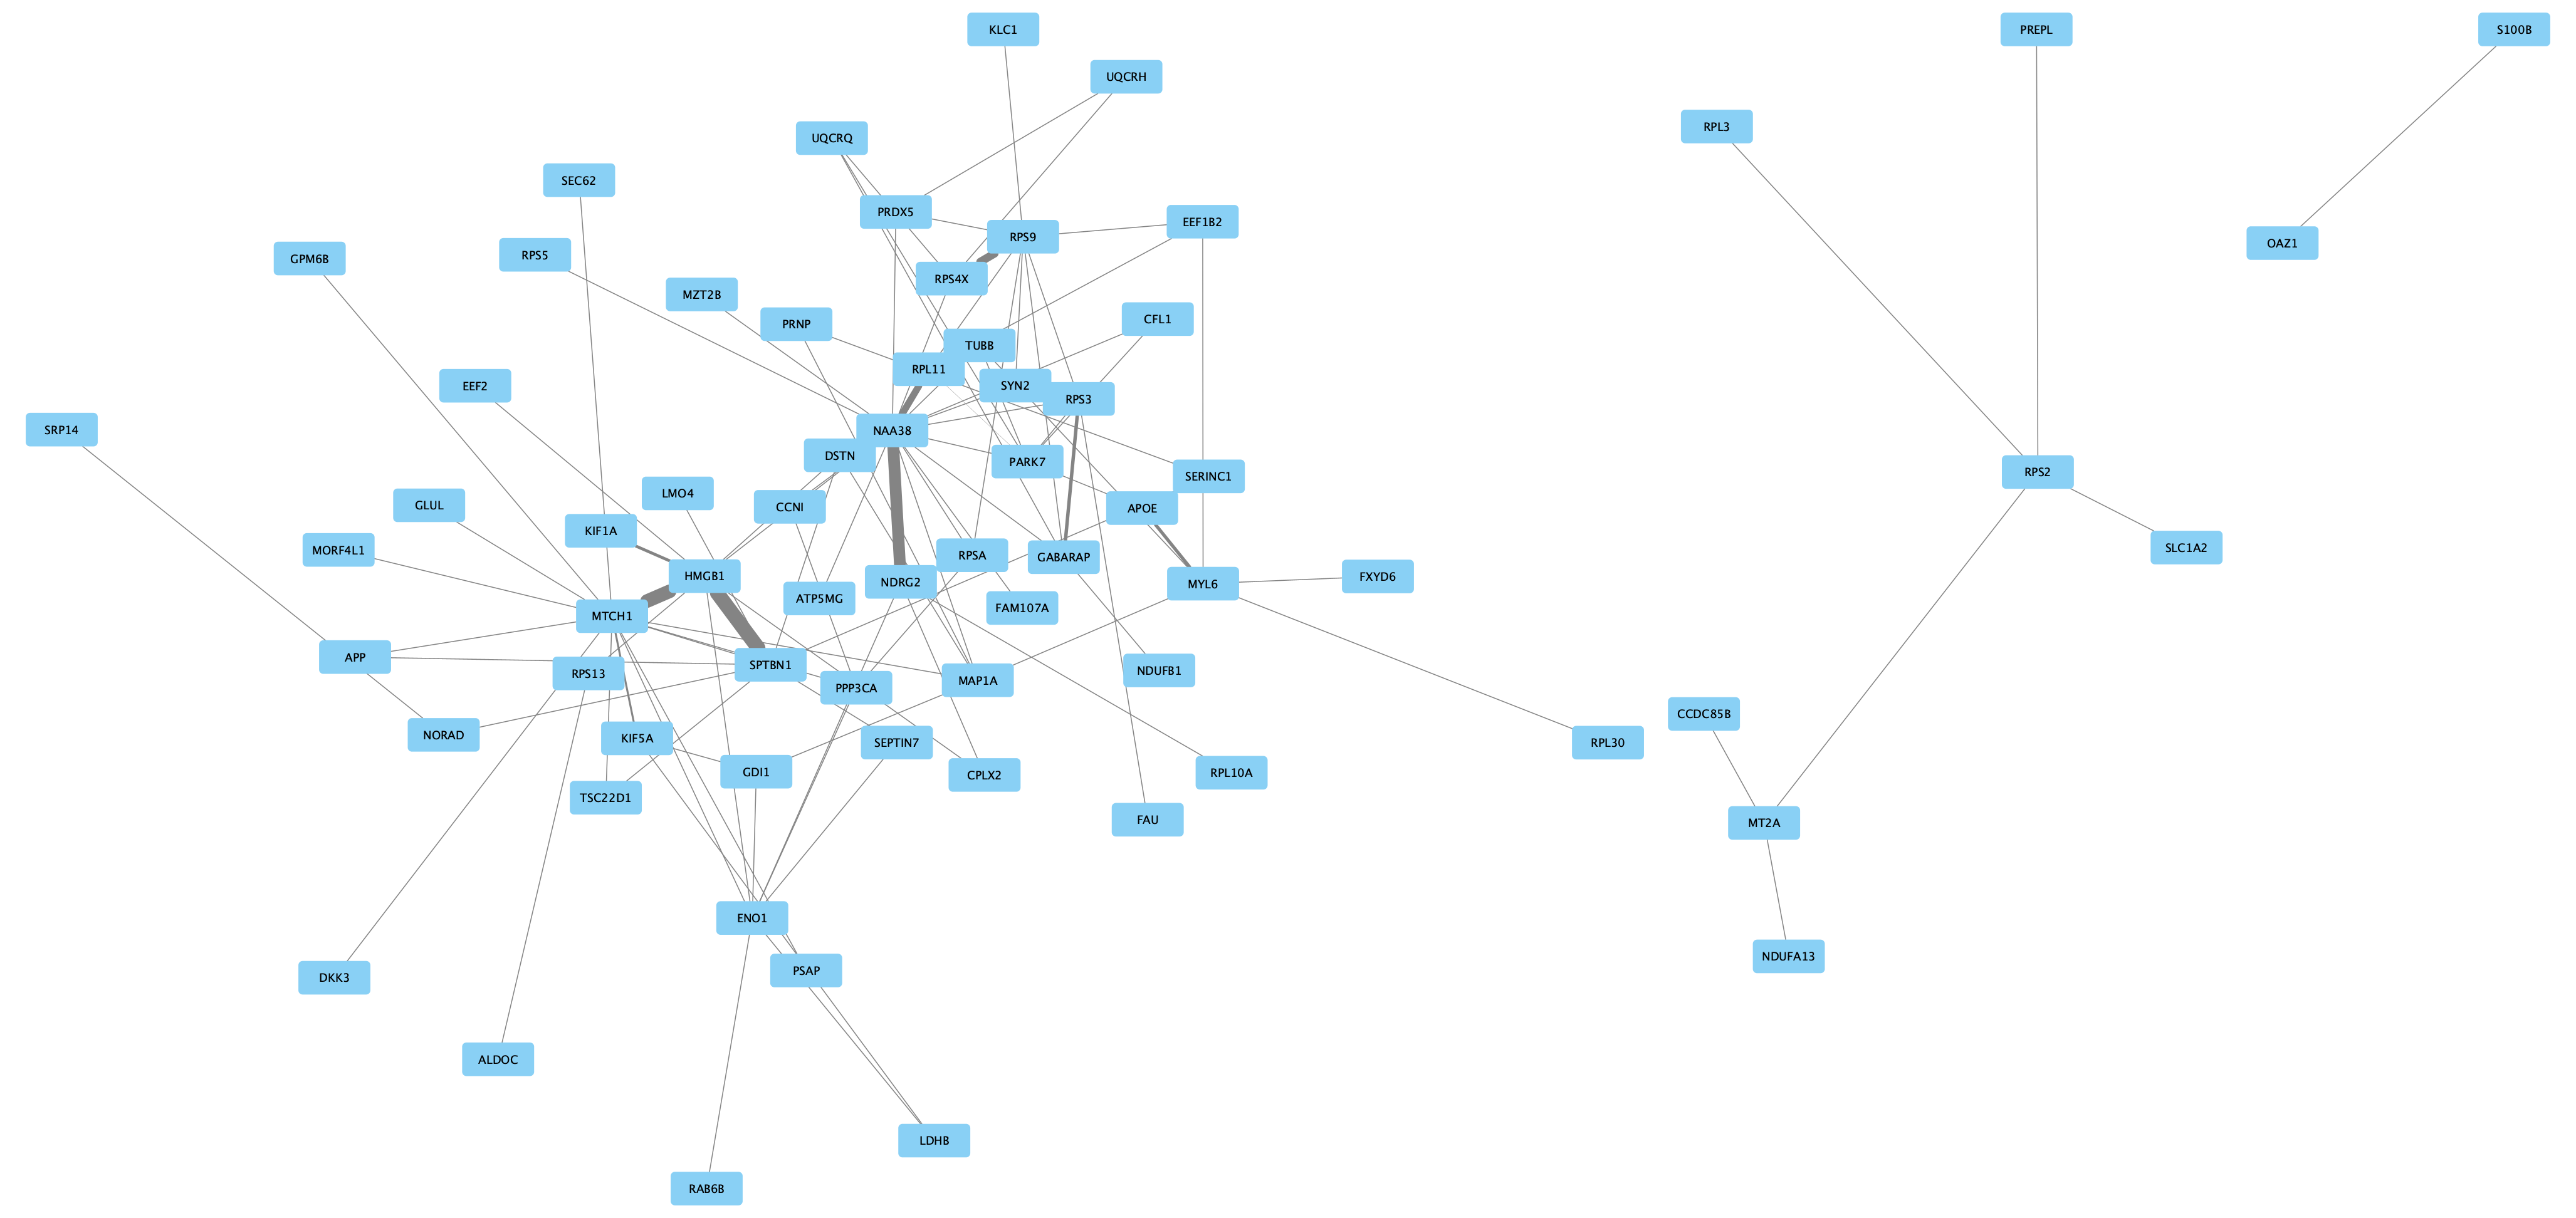 KLC1
PREPL
S100B
UQCRH
RPL3
UQCRQ
SEC62
PRDX5
EEF1B2
RPS9
OAZ1
RPS5
GPM6B
RPS4X
MZT2B
CFL1
PRNP
TUBB
RPL11
SYN2
EEF2
RPS3
SRP14
NAA38
DSTN
PARK7
RPS2
SERINC1
LMO4
GLUL
CCNI
APOE
KIF1A
SLC1A2
MORF4L1
RPSA
GABARAP
HMGB1
FXYD6
NDRG2
MYL6
ATP5MG
FAM107A
MTCH1
APP
SPTBN1
NDUFB1
RPS13
MAP1A
PPP3CA
CCDC85B
NORAD
KIF5A
SEPTIN7
RPL30
GDI1
RPL10A
CPLX2
TSC22D1
FAU
MT2A
ENO1
NDUFA13
PSAP
DKK3
ALDOC
LDHB
RAB6B